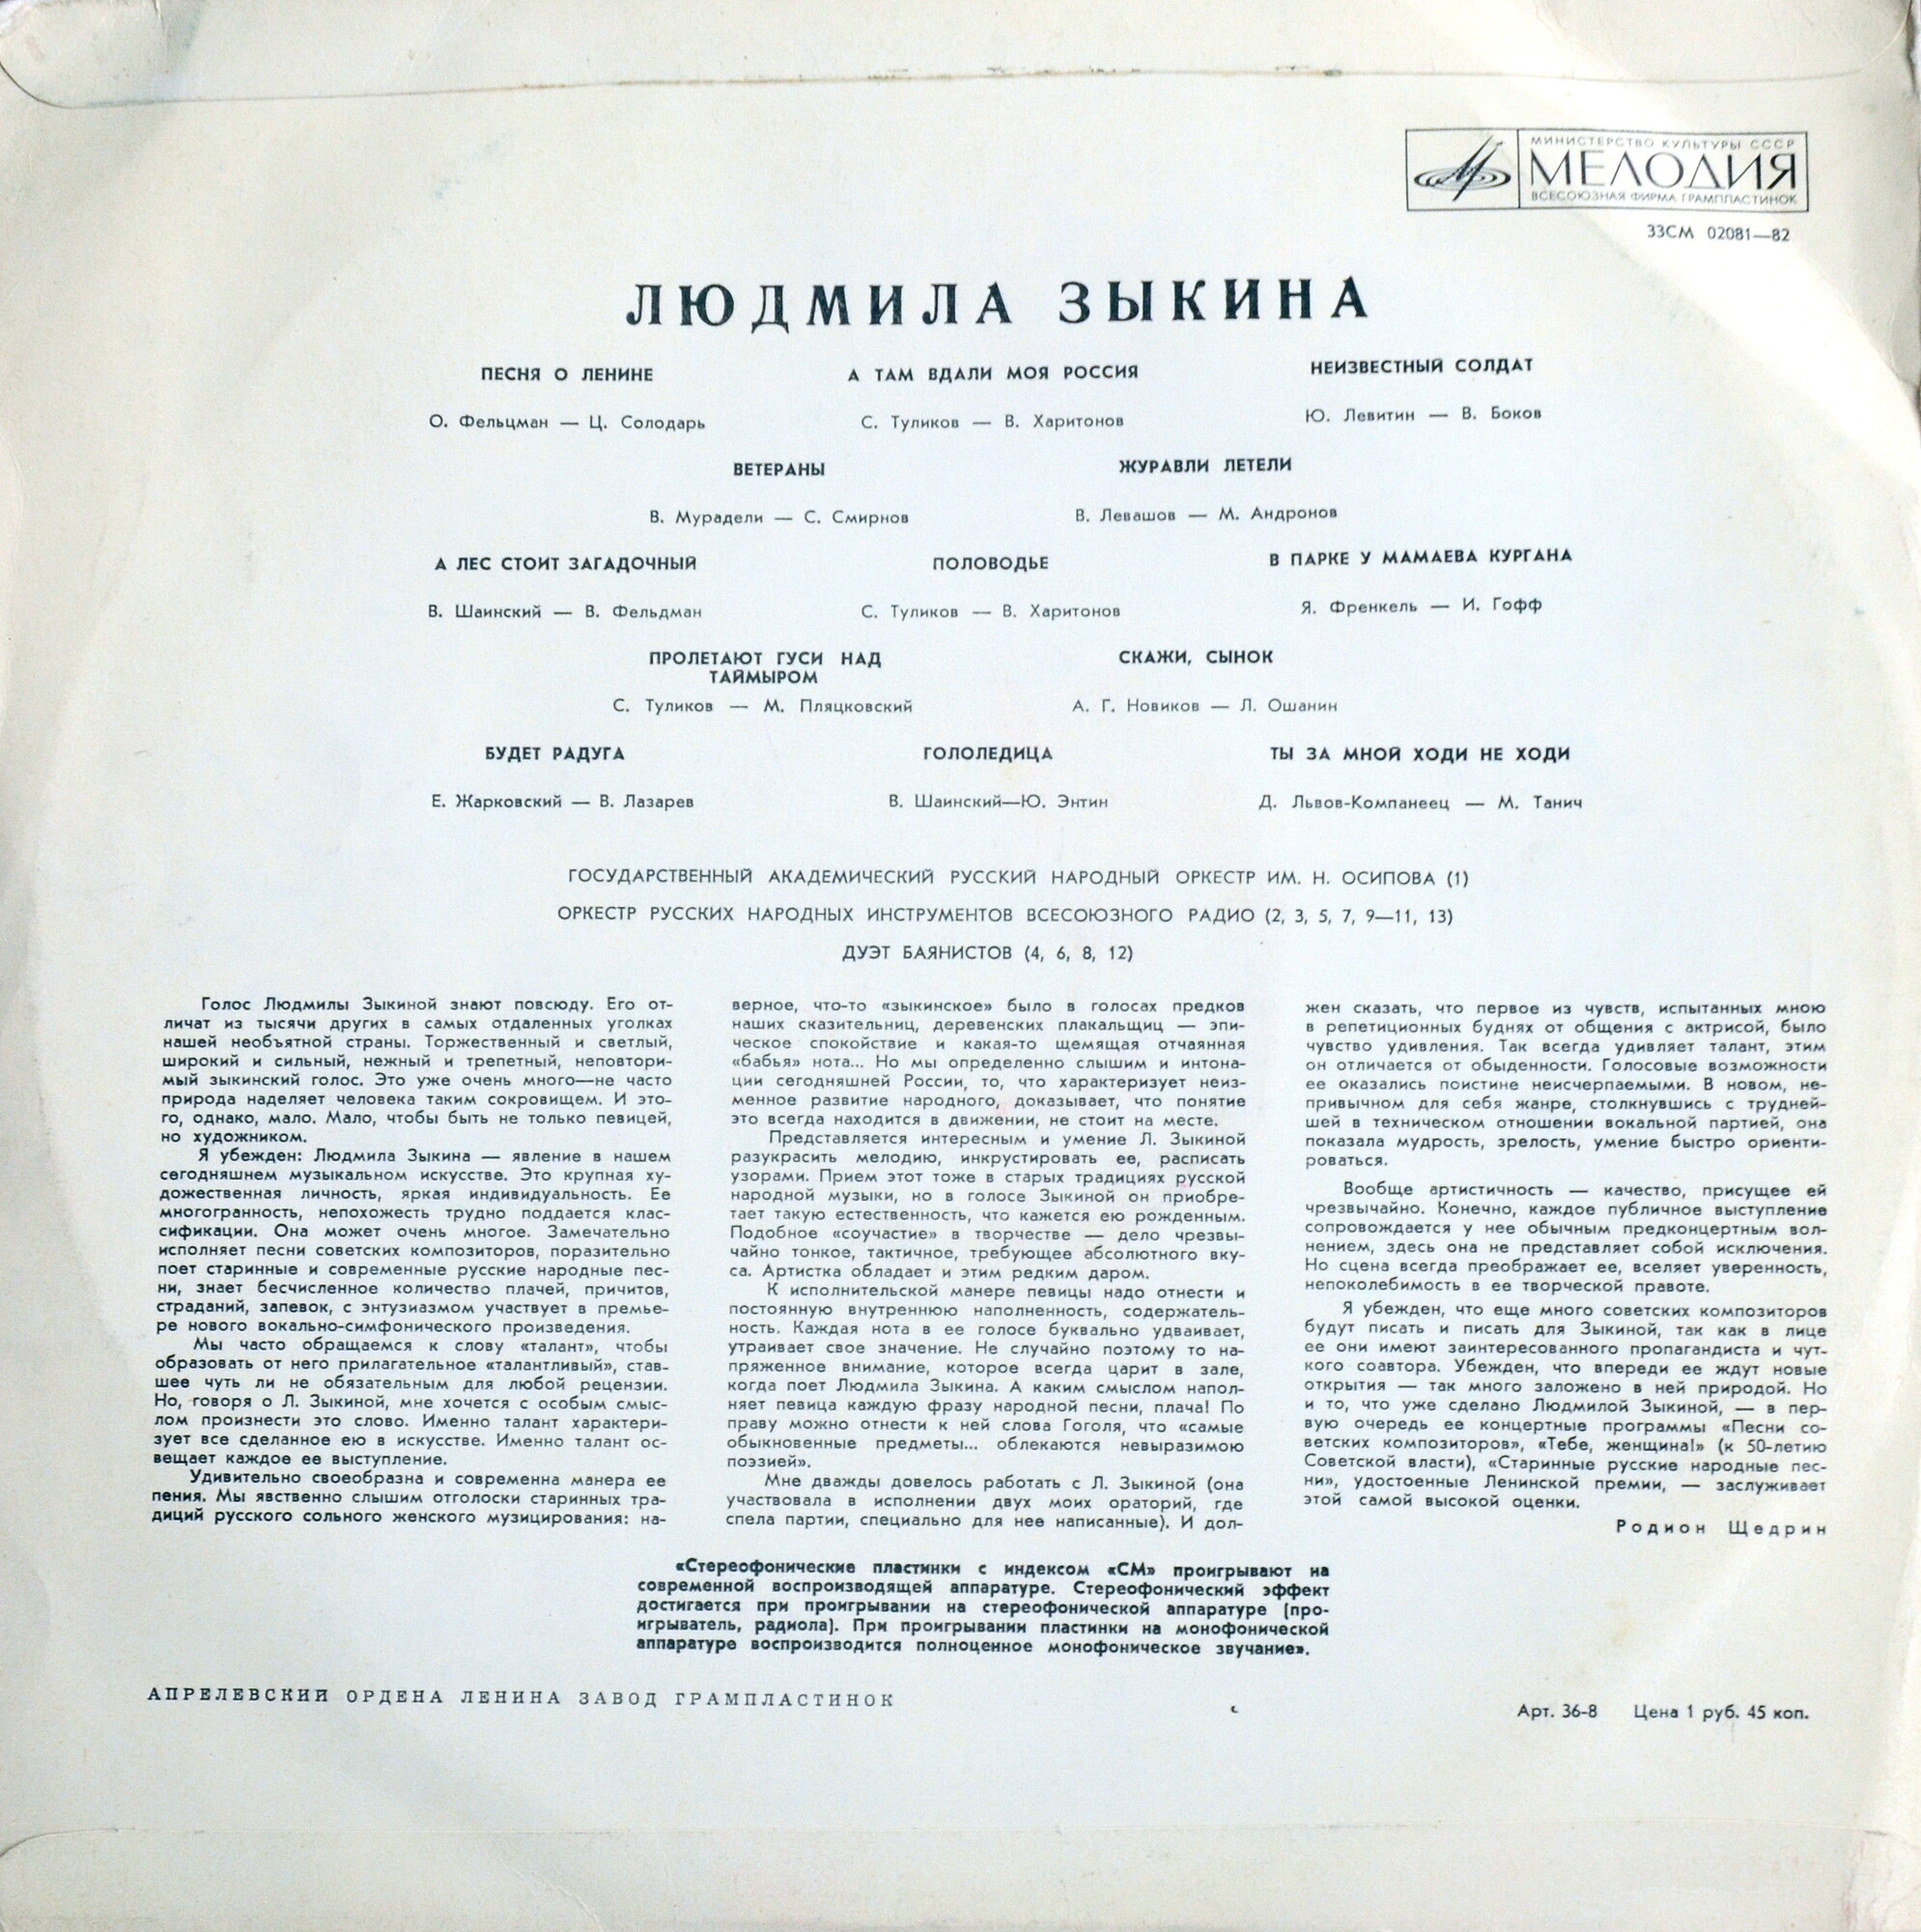 МИНИСТЕРСТВО КУЛЬТУРЫ СССР
МЕЛОДИЯ
ВСЕСОЮЗНАЯ ФИРМА ГРАМПЛАСТИНОК
33СМ 02081—82
ЛЮДМИЛА ЗЫКИНА
ПЕСНЯ О ЛЕНИНЕ
О. Фельцман — Ц. Солодарь
А ТАМ ВДАЛИ МОЯ РОССИЯ
С. Туликов — В. Харитонов
НЕИЗВЕСТНЫЙ СОЛДАТ
Ю. Левитин — В. Боков
ВЕТЕРАНЫ
В. Мурадели — С. Смирнов
ЖУРАВЛИ ЛЕТЕЛИ
В. Левашов — М. Андронов
А ЛЕС СТОИТ ЗАГАДОЧНЫЙ
В. Шаинский — В. Фельдман
ПОЛОВОДЬЕ
С. Туликов — В. Харитонов
В ПАРКЕ У МАМАЕВА КУРГАНА
Я. Френкель — И. Гофф
ПРОЛЕТАЮТ ГУСИ НАД
ТАЙМЫРОМ
С. Туликов — М. Пляцковский
СКАЖИ, СЫНОК
А. Г. Новиков — Л. Ошанин
БУДЕТ РАДУГА
Е. Жарковский — В. Лазарев
ГОЛОЛЕДИЦА
В. Шаинский—Ю. Энтин
ТЫ ЗА МНОЙ ХОДИ НЕ ХОДИ
Д. Львов-Компанеец — М. Танич
ГОСУДАРСТВЕННЫЙ АКАДЕМИЧЕСКИЙ РУССКИЙ НАРОДНЫЙ ОРКЕСТР ИМ. Н. ОСИПОВА (1)
ОРКЕСТР РУССКИХ НАРОДНЫХ ИНСТРУМЕНТОВ ВСЕСОЮЗНОГО РАДИО (2, 3, 5, 7, 9—11, 13)
ДУЭТ БАЯНИСТОВ (4, 6, 8, 12)
Голос Людмилы Зыкиной знают повсюду. Его от-
личат из тысячи других в самых отдаленных уголках
нашей необъятной страны. Торжественный и светлый,
широкий и сильный, нежный и трепетный, неповтори-
мый зыкинский голос. Это уже очень много—не часто
природа наделяет человека таким сокровищем. И это-
го, однако, мало. Мало, чтобы быть не только певицей,
но художником.
Я убежден: Людмила Зыкина — явление в нашем
сегодняшнем музыкальном искусстве. Это крупная ху-
дожественная личность, яркая индивидуальность. Ее
многогранность, непохожесть трудно поддается клас-
сификации. Она может очень многое. Замечательно
исполняет песни советских композиторов, поразительно
поет старинные и современные русские народные пес-
ни, знает бесчисленное количество плачей, причитов,
страданий, запевок, с энтузиазмом участвует в премье-
ре нового вокально-симфонического произведения.
Мы часто обращаемся к слову «талант», чтобы
образовать от него прилагательное «талантливый», став-
шее чуть ли не обязательным для любой рецензии.
Но, говоря о Л. Зыкиной, мне хочется с особым смыс-
лом произнести это слово. Именно талант характери-
зует все сделанное ею в искусстве. Именно талант ос-
вещает каждое ее выступление.
Удивительно своеобразна и современна манера ее
пения. Мы явственно слышим отголоски старинных тра-
диций русского сольного женского музицирования: на-
верное, что-то «зыкинское» было в голосах предков
наших сказительниц, деревенских плакальщиц — эпи-
ческое спокойствие и какая-то щемящая отчаянная
«бабья» нота... Но мы определенно слышим и интона-
ции сегодняшней России, то, что характеризует неиз-
менное развитие народного, доказывает, что понятие
это всегда находится в движении, не стоит на месте.
Представляется интересным и умение Л. Зыкиной
разукрасить мелодию, инкрустировать ее, расписать
узорами. Прием этот тоже в старых традициях русской
народной музыки, но в голосе Зыкиной он приобре-
тает такую естественность, что кажется ею рожденным.
Подобное «соучастие» в творчестве — дело чрезвы-
чайно тонкое, тактичное, требующее абсолютного вку-
са. Артистка обладает и этим редким даром.
К исполнительской манере певицы надо отнести и
постоянную внутреннюю наполненность, содержатель-
ность. Каждая нота в ее голосе буквально удваивает,
утраивает свое значение. Не случайно поэтому то на-
пряженное внимание, которое всегда царит в зале,
когда поет Людмила Зыкина. А каким смыслом напол-
няет певица каждую фразу народной песни, плача! По
праву можно отнести к ней слова Гоголя, что «самые
обыкновенные предметы... облекаются невыразимою
поэзией».
Мне дважды довелось работать с Л. Зыкиной (она
участвовала в исполнении двух моих ораторий, где
спела партии, специально для нее написанные). И дол-
жен сказать, что первое из чувств, испытанных мною
в репетиционных буднях от общения с актрисой, было
чувство удивления. Так всегда удивляет талант, этим
он отличается от обыденности. Голосовые возможности
ее оказались поистине неисчерпаемыми. В новом, не-
привычном для себя жанре, столкнувшись с трудней-
шей в техническом отношении вокальной партией, она
показала мудрость, зрелость, умение быстро ориенти-
роваться.
Вообще артистичность — качество, присущее ей
чрезвычайно. Конечно, каждое публичное выступление
сопровождается у нее обычным предконцертным вол-
нением, здесь она не представляет собой исключения.
Но сцена всегда преображает ее, вселяет уверенность,
непоколебимость в ее творческой правоте.
Я убежден, что еще много советских композиторов
будут писать и писать для Зыкиной, так как в лице
ее они имеют заинтересованного пропагандиста и чут-
кого соавтора. Убежден, что впереди ее ждут новые
открытия — так много заложено в ней природой. Но
и то, что уже сделано Людмилой Зыкиной, — в пер-
вую очередь ее концертные программы «Песни со-
ветских композиторов», «Тебе, женщина!» (к 50-летию
Советской власти), «Старинные русские народные пес-
ни», удостоенные Ленинской премии, — заслуживает
этой самой высокой оценки.
Родион Щедрин
«Стереофонические пластинки с индексом «СМ» проигрывают на
современной воспроизводящей аппаратуре. Стереофонический эффект
достигается при проигрывании на стереофонической аппаратуре (про-
игрыватель, радиола). При проигрывании пластинки на монофонической
аппаратуре воспроизводится полноценное монофоническое звучание».
АПРЕЛЕВСКИЙ ОРДЕНА ЛЕНИНА ЗАВОД ГРАМПЛАСТИНОК
Арт. 36-8 Цена 1 руб. 45 коп.